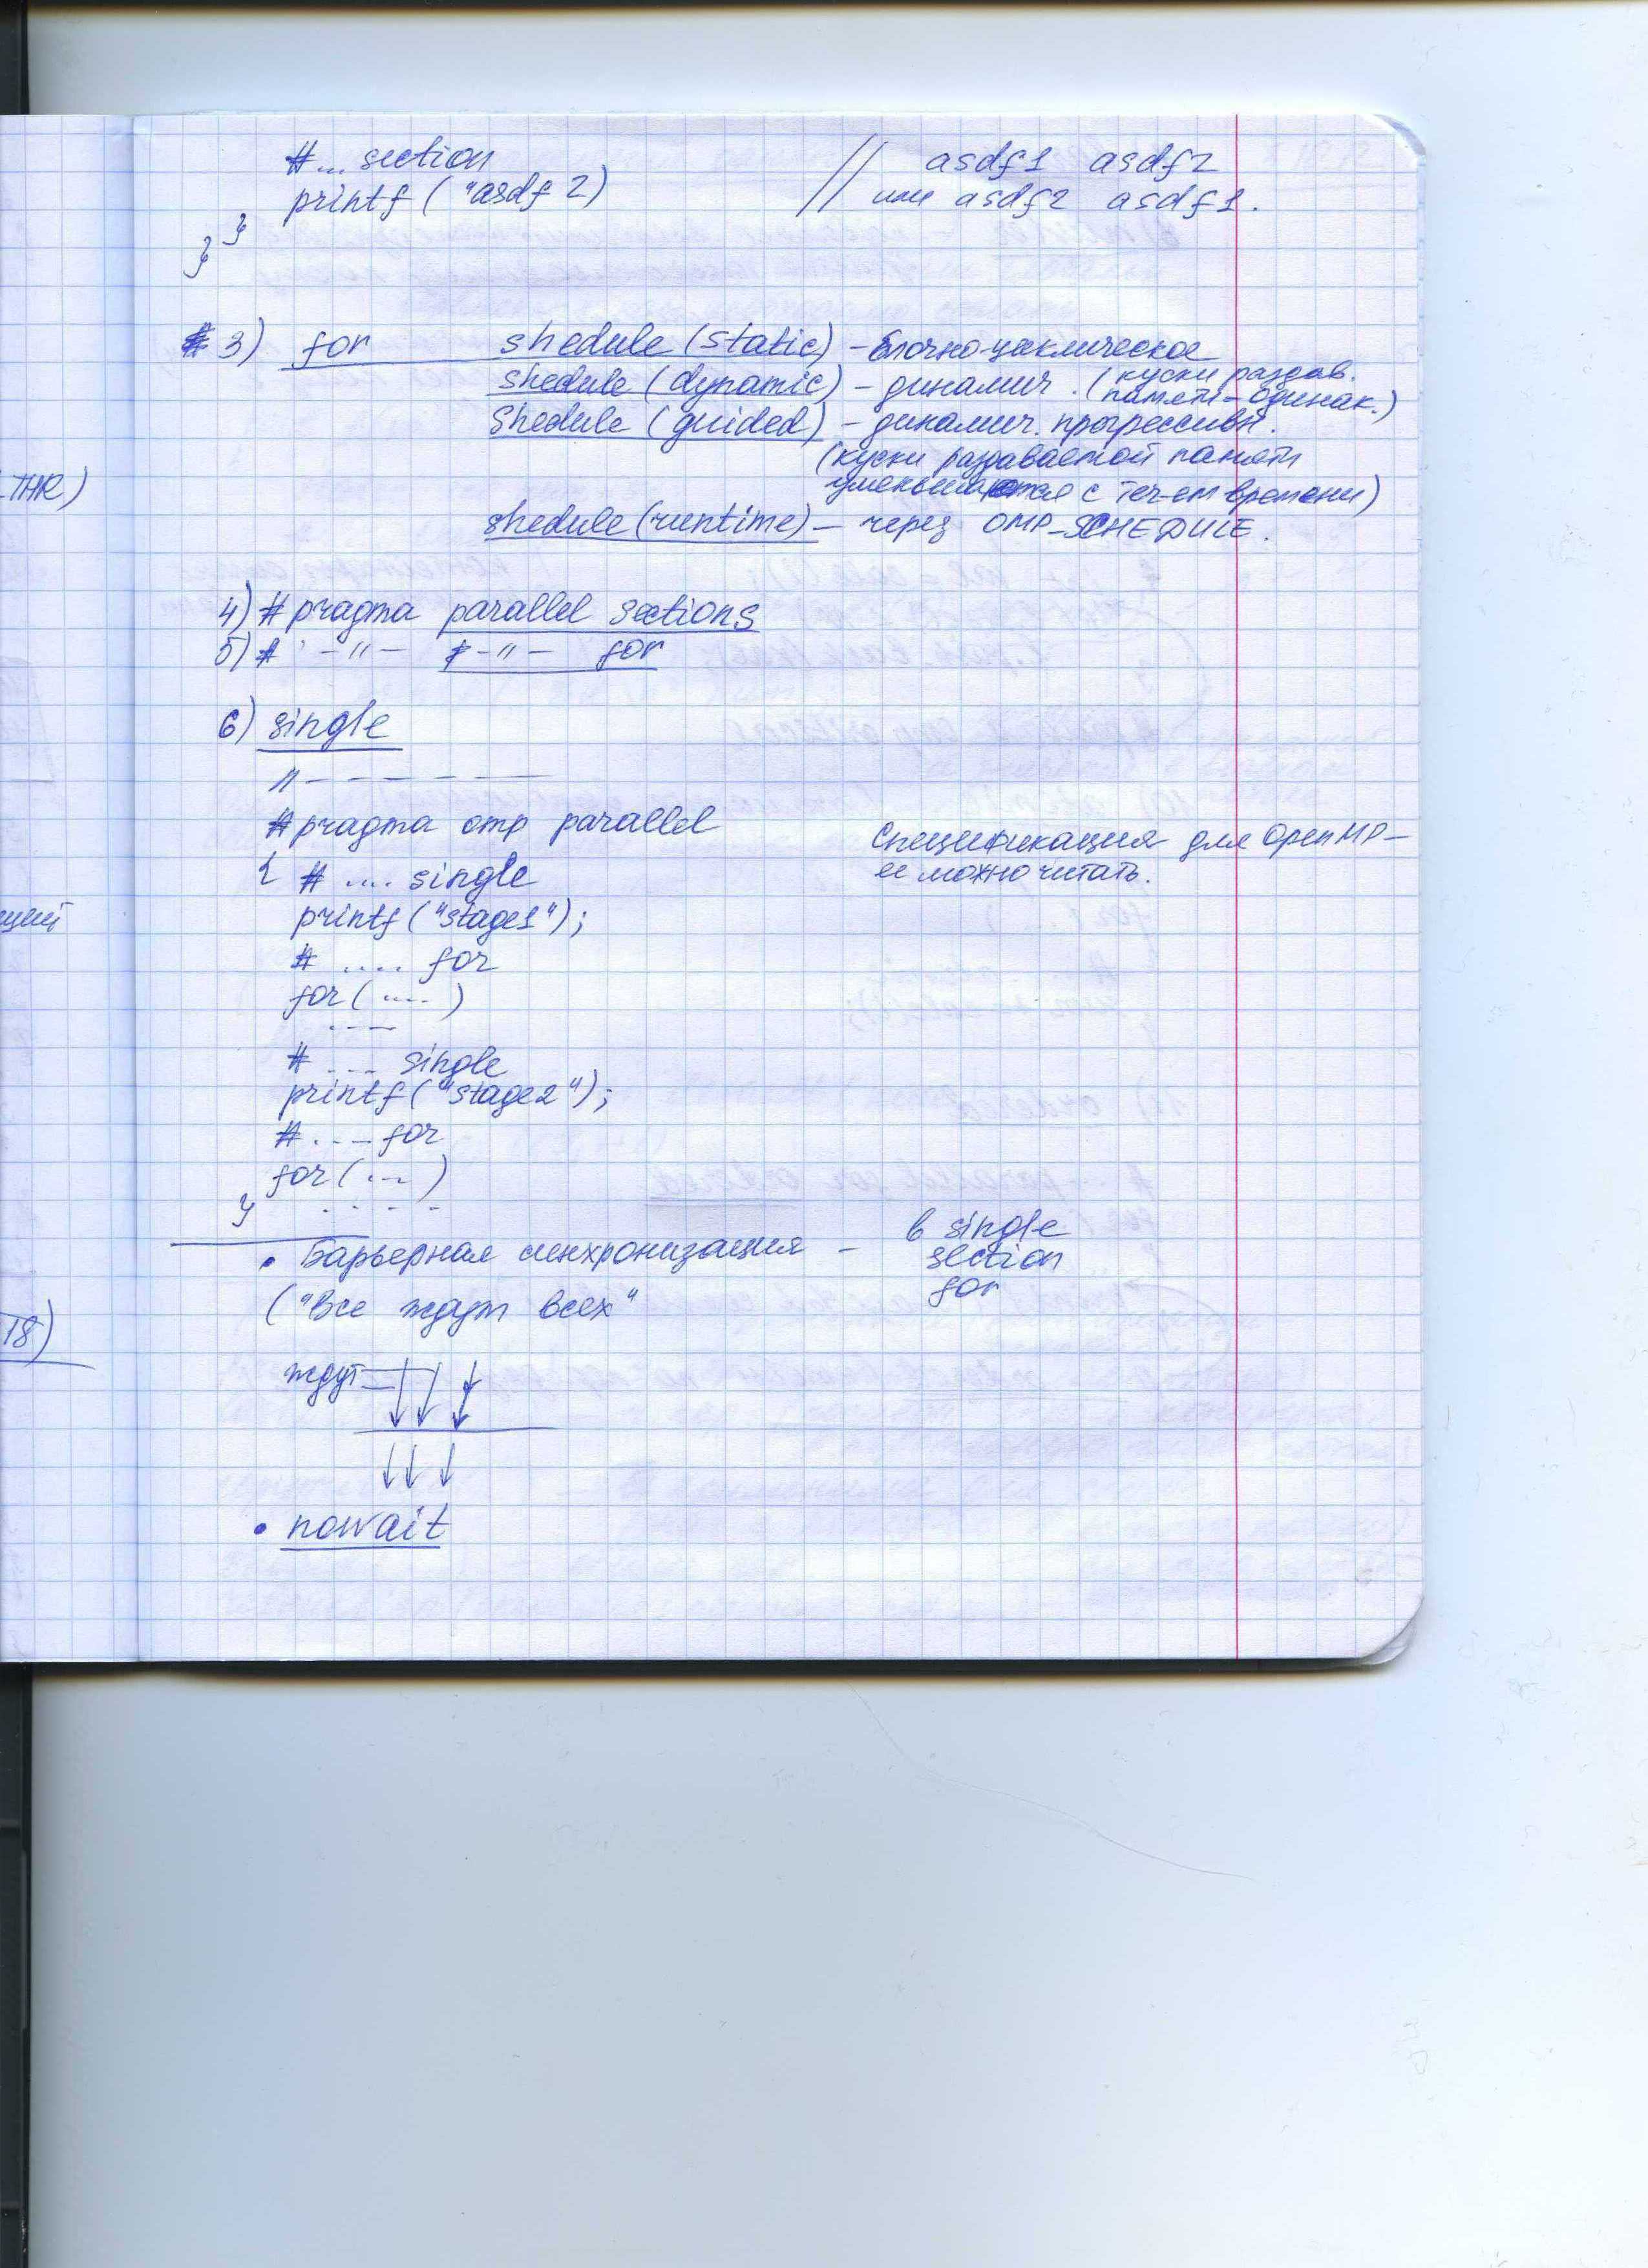 #... section
printf ("asdf 2)
}
}
// asdf1 asdf2
или asdf2 asdf1.
3) for shedule (static) – блочно-циклическое
shedule (dynamic) – динамич. (куски раздав. памяти – одинак.)
Shedule (guided) – динамич. прогрессивн.
(куски раздаваемой памяти
уменьшаются с теч-ем времени)
shedule (runtime) – через OMP_SCHEDULE.
4) # pragma parallel sections
5) # –"– p–"– for
6) single
"– – – – – –
#pragma omp parallel
{ # .... single
printf ("stage1");
# .... for
for (....)
----
# .... single
printf ("stage2");
# .... for
for (...)
. . . .
}
Спецификация для OpenMP –
ее можно читать.
• Барьерная синхронизация – в single
section
for
("Все ждут всех"
ждут
• nowait
THR)
ющий
18)